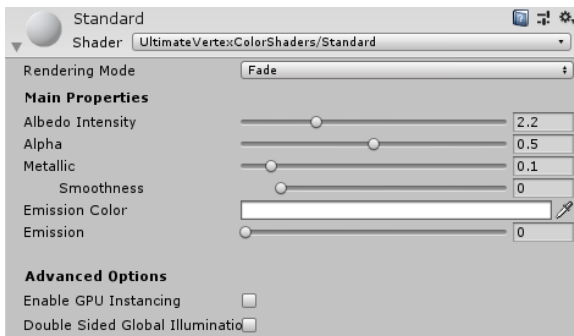 Standard
Shader UltimateVertexColorShaders/Standard
Rendering Mode Fade
Main Properties
Albedo Intensity 2.2
Alpha 0.5
Metallic 0.1
Smoothness 0
Emission Color
Emission 0
Advanced Options
Enable GPU Instancing
Double Sided Global Illuminatio